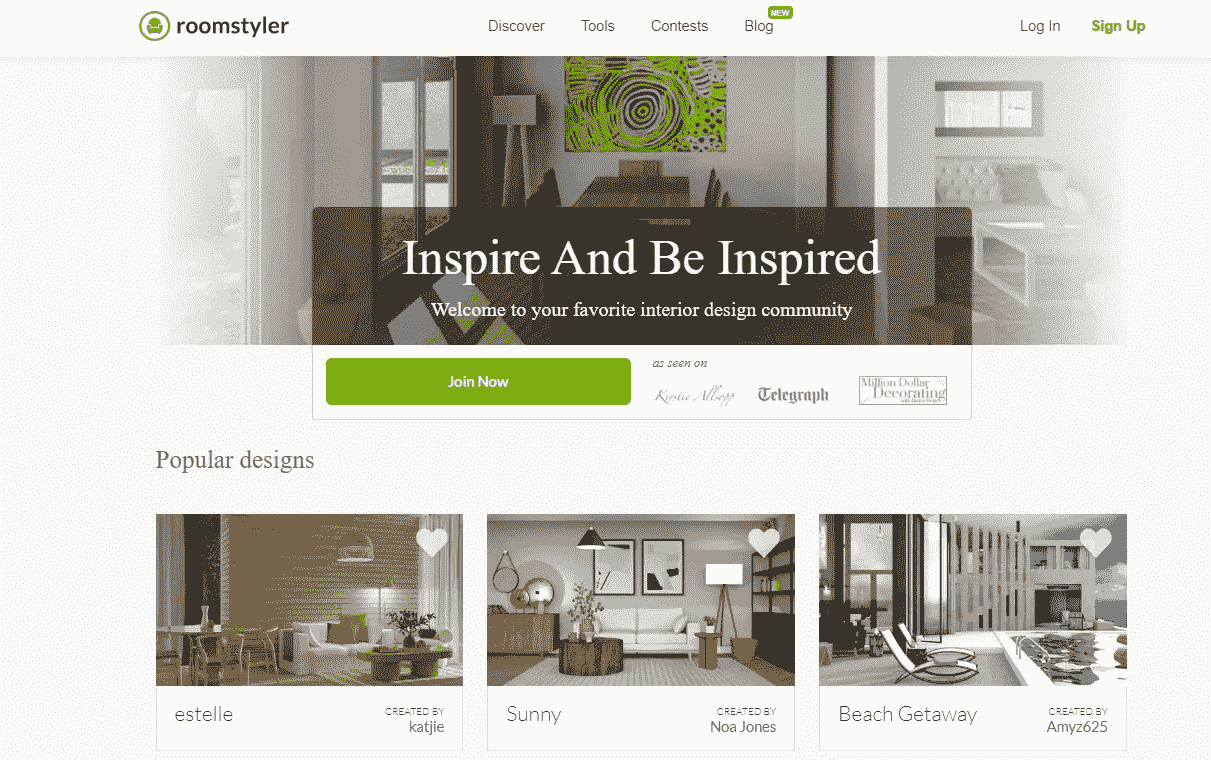 roomstyler
Discover
Tools
Contests
Blog
NEW
Log In
Sign Up
Inspire And Be Inspired
Welcome to your favorite interior design community
Join Now
as seen on
Kirstie Allsopp
Telegraph
Million Dollar
Decorating
Popular designs
estelle
CREATED BY
katjie
Sunny
CREATED BY
Noa Jones
Beach Getaway
CREATED BY
Amyz625